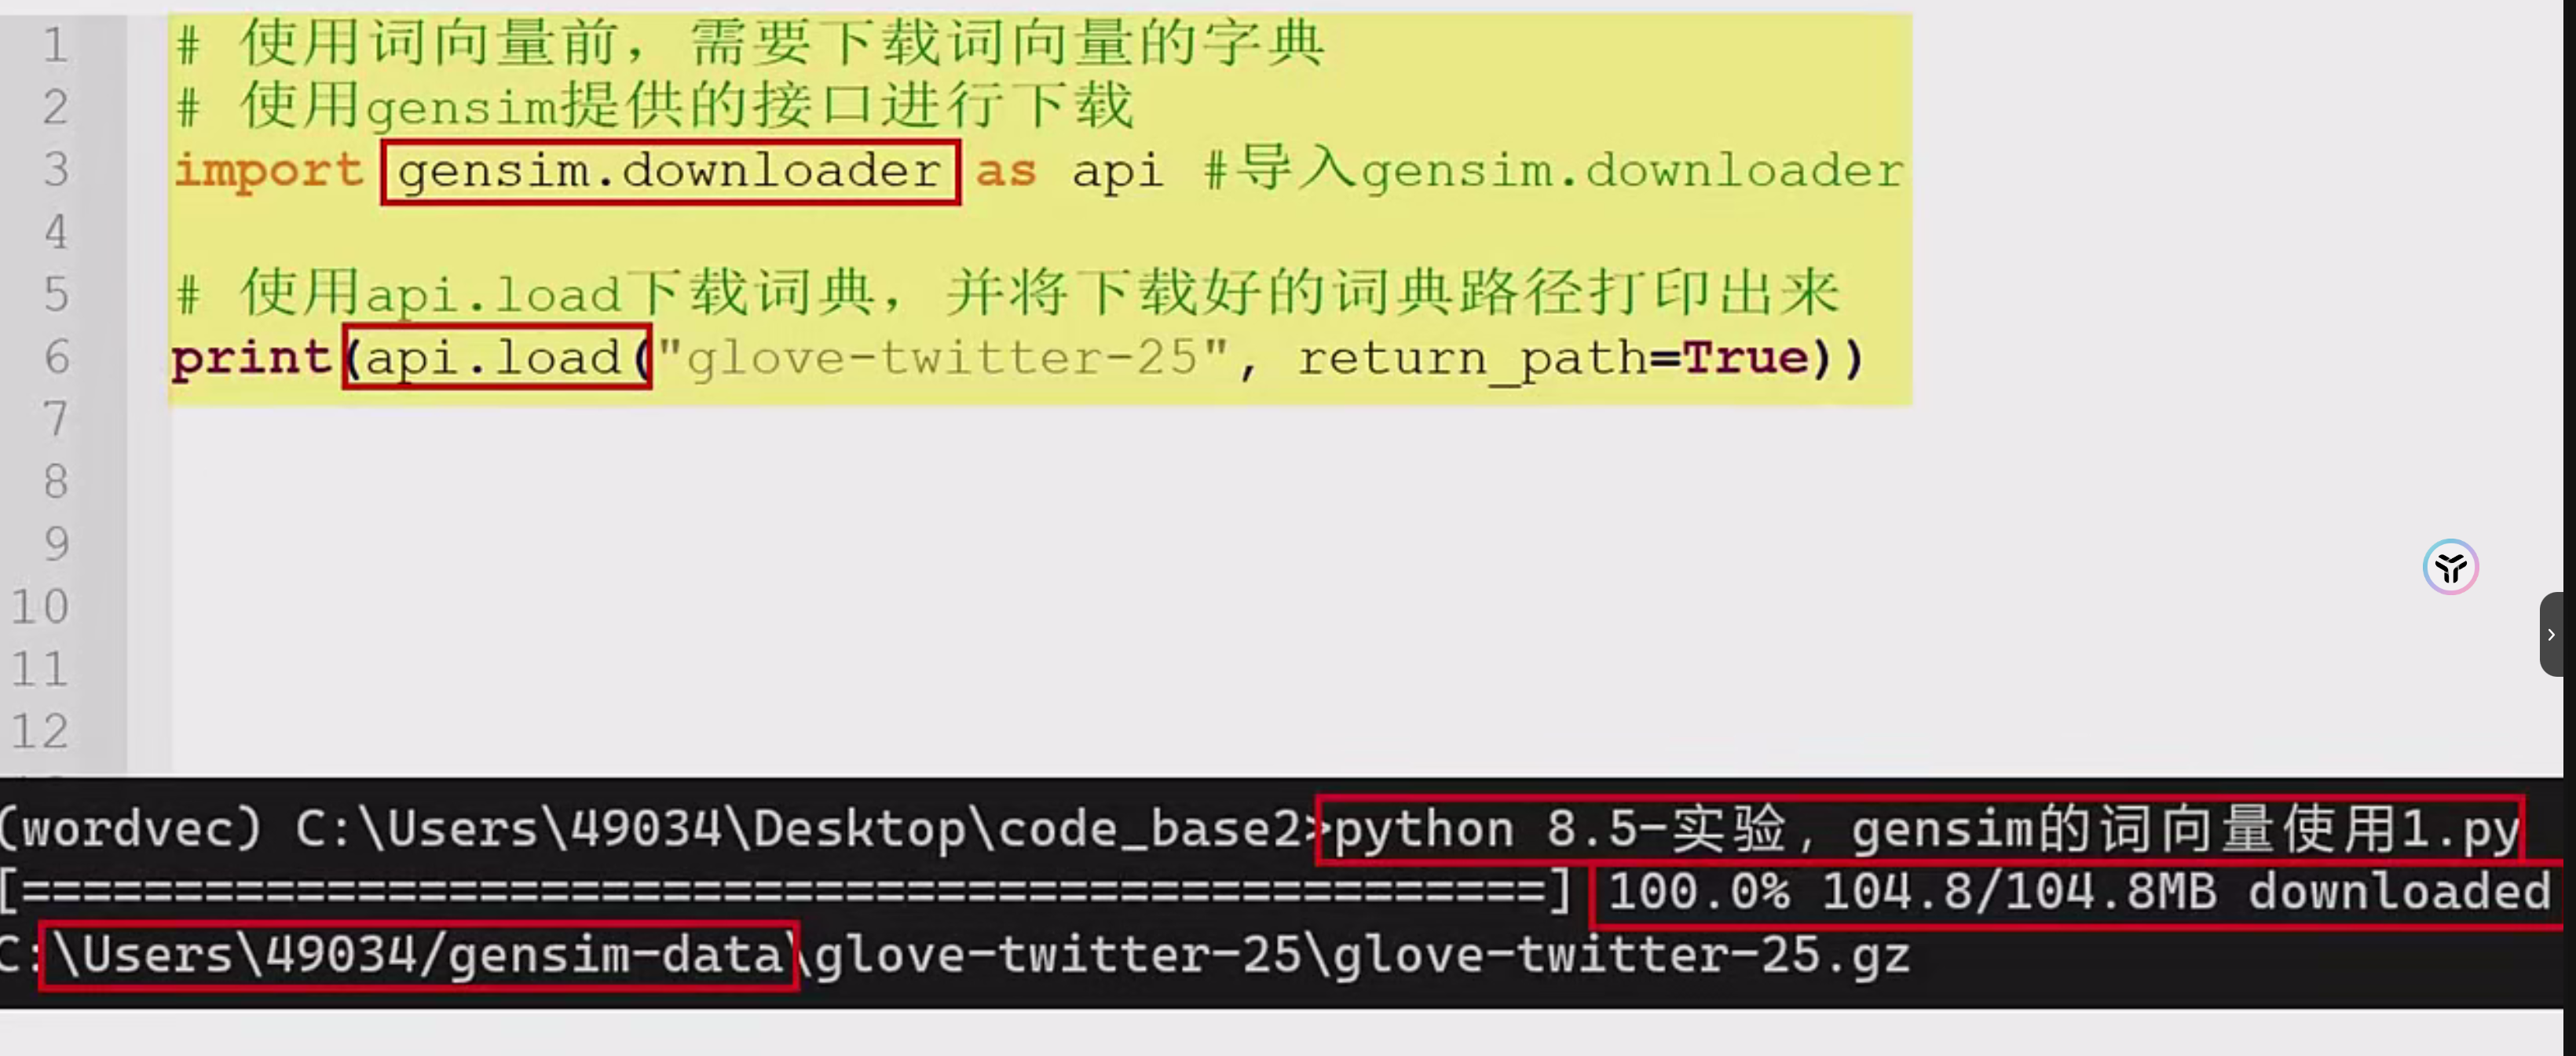 1 # 使用词向量前，需要下载词向量的字典
2 # 使用gensim提供的接口进行下载
3 import gensim.downloader as api #导入gensim.downloader
4
5 # 使用api.load下载词典，并将下载好的词典路径打印出来
6 print(api.load("glove-twitter-25", return_path=True))
7
8
9
10
11
12
(wordvec) C:\Users\49034\Desktop\code_base2>python 8.5-实验，gensim的词向量使用1.py
[==================================================] 100.0% 104.8/104.8MB downloaded
C:\Users\49034/gensim-data\glove-twitter-25\glove-twitter-25.gz